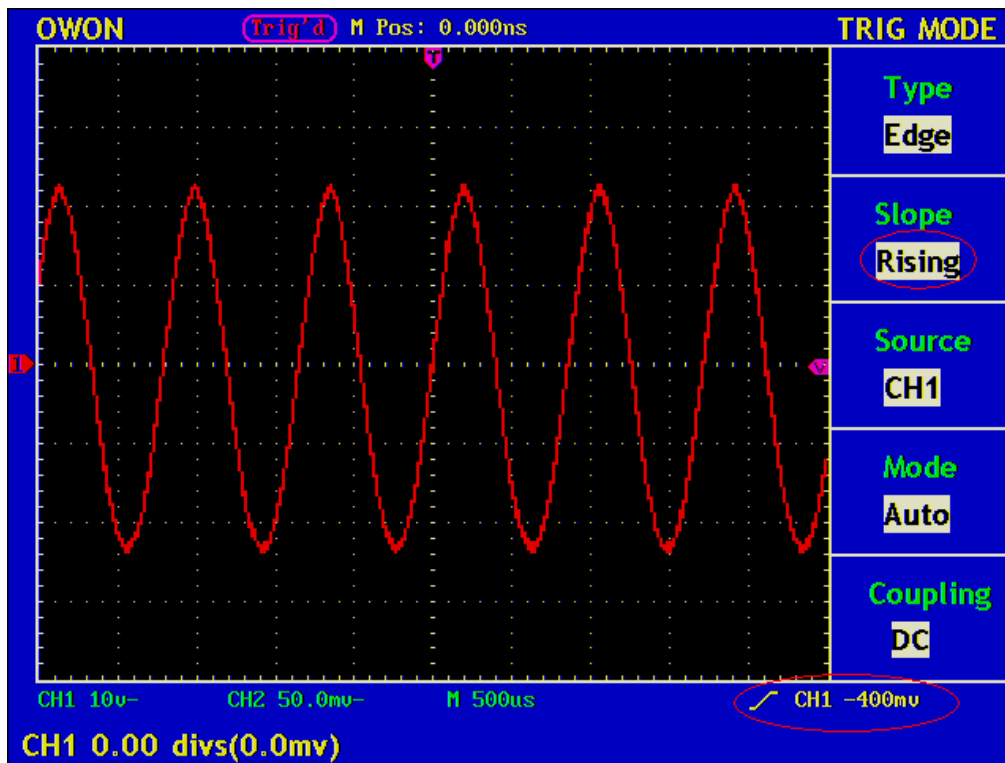 OWON Trig'd M Pos: 0.000ns TRIG MODE
T
Type
Edge
Slope
Rising
1
Source
CH1
Mode
Auto
Coupling
DC
CH1 10v- CH2 50.0mv- M 500us CH1 -400mv
CH1 0.00 divs(0.0mv)